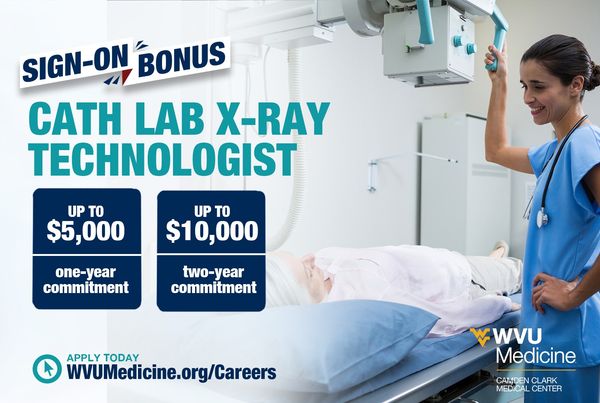 SIGN-ON BONUS
CATH LAB X-RAY
TECHNOLOGIST
UP TO
$5,000
one-year
commitment
UP TO
$10,000
two-year
commitment
APPLY TODAY
WVUMedicine.org/Careers
WVU
Medicine
CAMDEN CLARK
MEDICAL CENTER